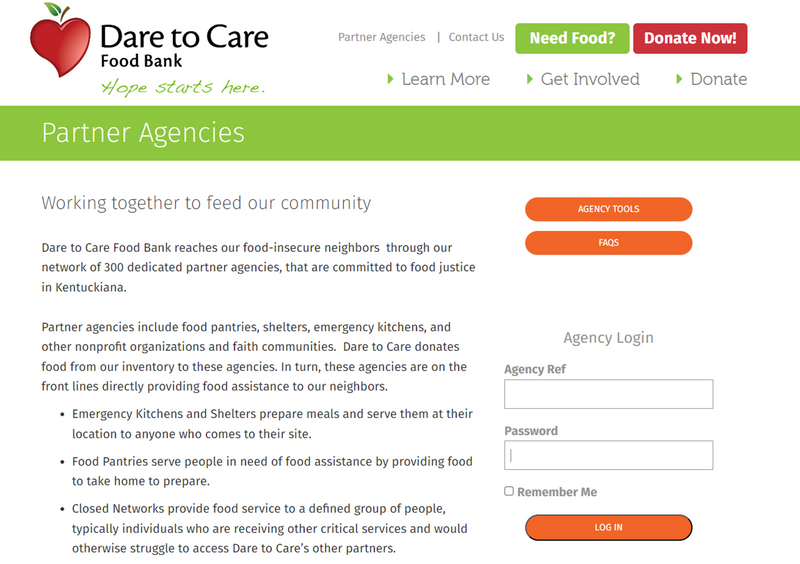 Dare to Care
Food Bank
Hope starts here.
Partner Agencies | Contact Us
Need Food?
Donate Now!
Learn More
Get Involved
Donate
Partner Agencies
Working together to feed our community
Dare to Care Food Bank reaches our food-insecure neighbors through our
network of 300 dedicated partner agencies, that are committed to food justice
in Kentuckiana.
Partner agencies include food pantries, shelters, emergency kitchens, and
other nonprofit organizations and faith communities. Dare to Care donates
food from our inventory to these agencies. In turn, these agencies are on the
front lines directly providing food assistance to our neighbors.
• Emergency Kitchens and Shelters prepare meals and serve them at their
location to anyone who comes to their site.
• Food Pantries serve people in need of food assistance by providing food
to take home to prepare.
• Closed Networks provide food service to a defined group of people,
typically individuals who are receiving other critical services and would
otherwise struggle to access Dare to Care’s other partners.
AGENCY TOOLS
FAQS
Agency Login
Agency Ref
Password
Remember Me
LOG IN